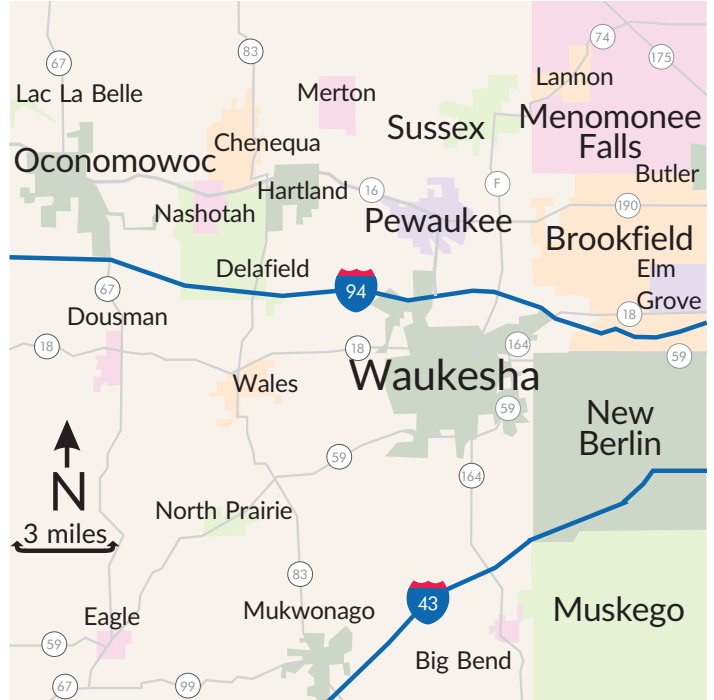 74
83
67
175
Lannon
Lac La Belle
Merton
Menomonee
Falls
Sussex
Chenequa
Oconomowoc
Butler
F
16
Hartland
190
Nashotah
Pewaukee
Brookfield
Delafield
Elm
Grove
94
67
18
Dousman
18
18
164
59
Waukesha
Wales
59
New
Berlin
59
164
N
3 miles
North Prairie
83
43
Eagle
Mukwonago
Muskego
59
Big Bend
67
99